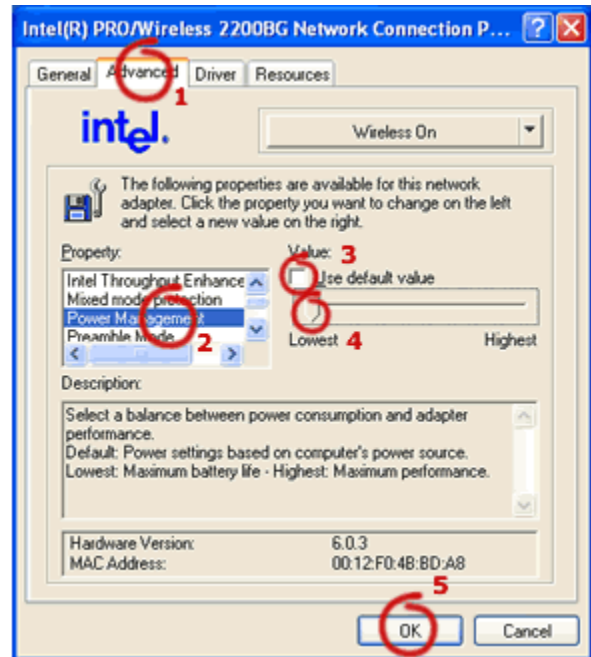 Intel(R) PRO/Wireless 2200BG Network Connection P...
General Advanced Driver Resources
1
intel.
Wireless On
The following properties are available for this network
adapter. Click the property you want to change on the left
and select a new value on the right.
Property:
Value: 3
Intel Throughput Enhance
Use default value
Mixed mode protection
Power Management
2
Preamble Mode
Lowest 4 Highest
Description:
Select a balance between power consumption and adapter
performance.
Default: Power settings based on computer's power source.
Lowest: Maximum battery life - Highest: Maximum performance.
Hardware Version: 6.0.3
MAC Address: 00:12:F0:4B:BD:A8
5
OK Cancel